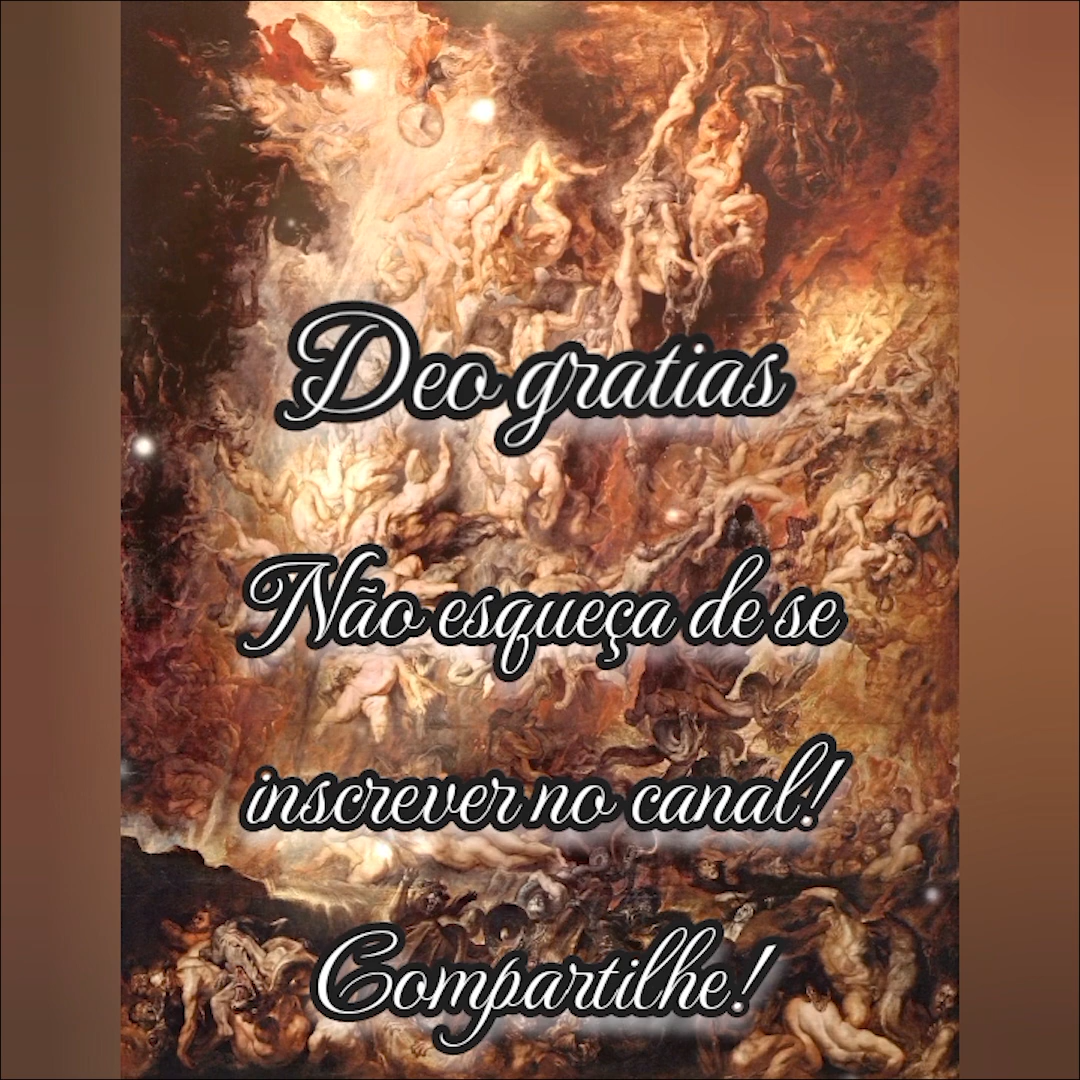 Deo gratias
Não esqueça de se
inscrever no canal!
Compartilhe!